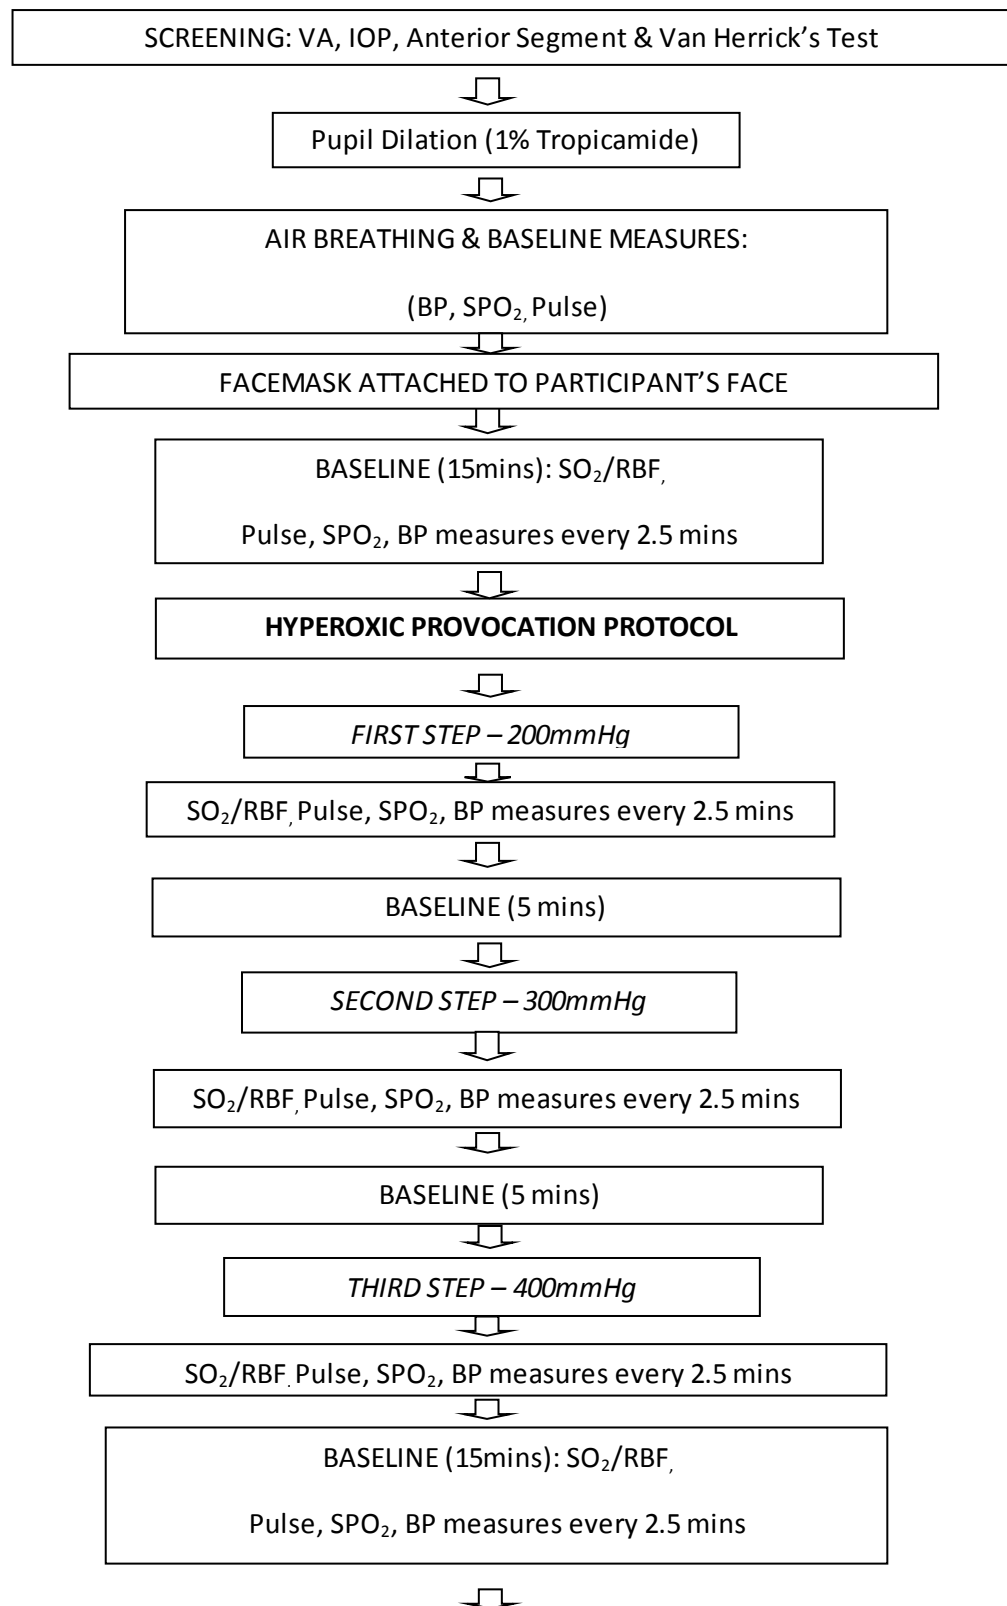 SCREENING: VA, IOP, Anterior Segment & Van Herrick’s Test
Pupil Dilation (1% Tropicamide)
AIR BREATHING & BASELINE MEASURES:
(BP, SPO₂, Pulse)
FACEMASK ATTACHED TO PARTICIPANT’S FACE
BASELINE (15mins): SO₂/RBF,
Pulse, SPO₂, BP measures every 2.5 mins
HYPEROXIC PROVOCATION PROTOCOL
FIRST STEP – 200mmHg
SO₂/RBF, Pulse, SPO₂, BP measures every 2.5 mins
BASELINE (5 mins)
SECOND STEP – 300mmHg
SO₂/RBF, Pulse, SPO₂, BP measures every 2.5 mins
BASELINE (5 mins)
THIRD STEP – 400mmHg
SO₂/RBF, Pulse, SPO₂, BP measures every 2.5 mins
BASELINE (15mins): SO₂/RBF,
Pulse, SPO₂, BP measures every 2.5 mins